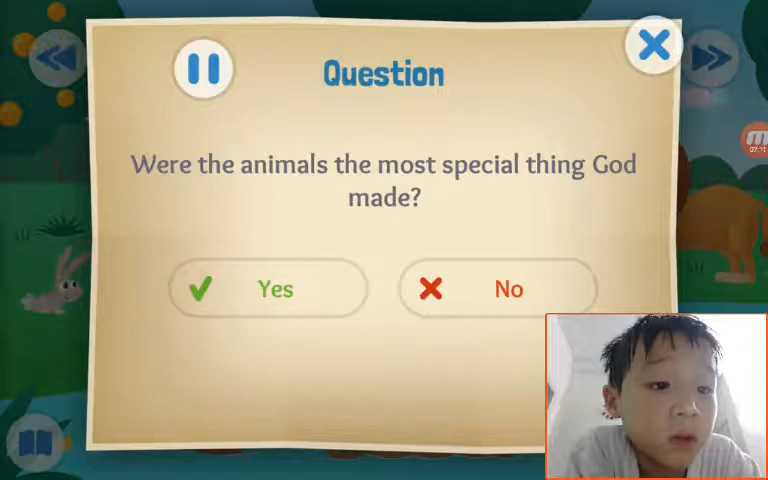 Question
Were the animals the most special thing God
made?
Yes
No